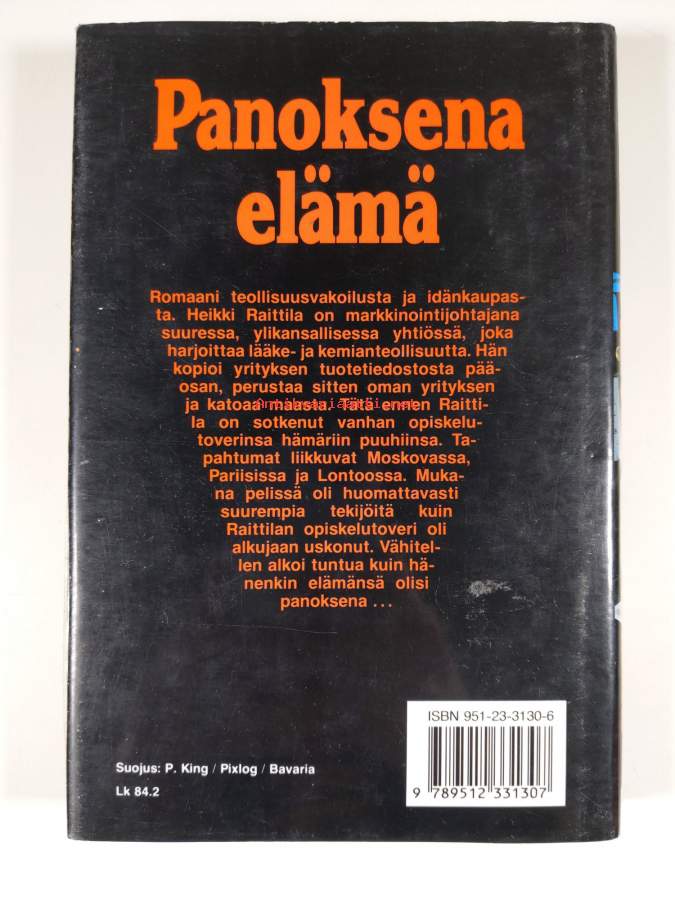 Panoksena
elämä
Romaani teollisuusvakoilusta ja idänkaupas-
ta. Heikki Raittila on markkinointijohtajana
suuressa, ylikansallisessa yhtiössä, joka
harjoittaa lääke- ja kemianteollisuutta. Hän
kopioi yrityksen tuotetiedostosta pää-
osan, perustaa sitten oman yrityksen
ja katoaa maasta. Tätä ennen Raitti-
la on sotkenut vanhan opiskelu-
toverinsa hämäriin puuhiinsa. Ta-
pahtumat liikkuvat Moskovassa,
Pariisissa ja Lontoossa. Muka-
na pelissä oli huomattavasti
suurempia tekijöitä kuin
Raittilan opiskelutoveri oli
alkujaan uskonut. Vähitel-
len alkoi tuntua kuin hä-
nenkin elämänsä olisi
panoksena ...
ISBN 951-23-3130-6
9 789512 331307
Suojus: P. King / Pixlog / Bavaria
Lk 84.2